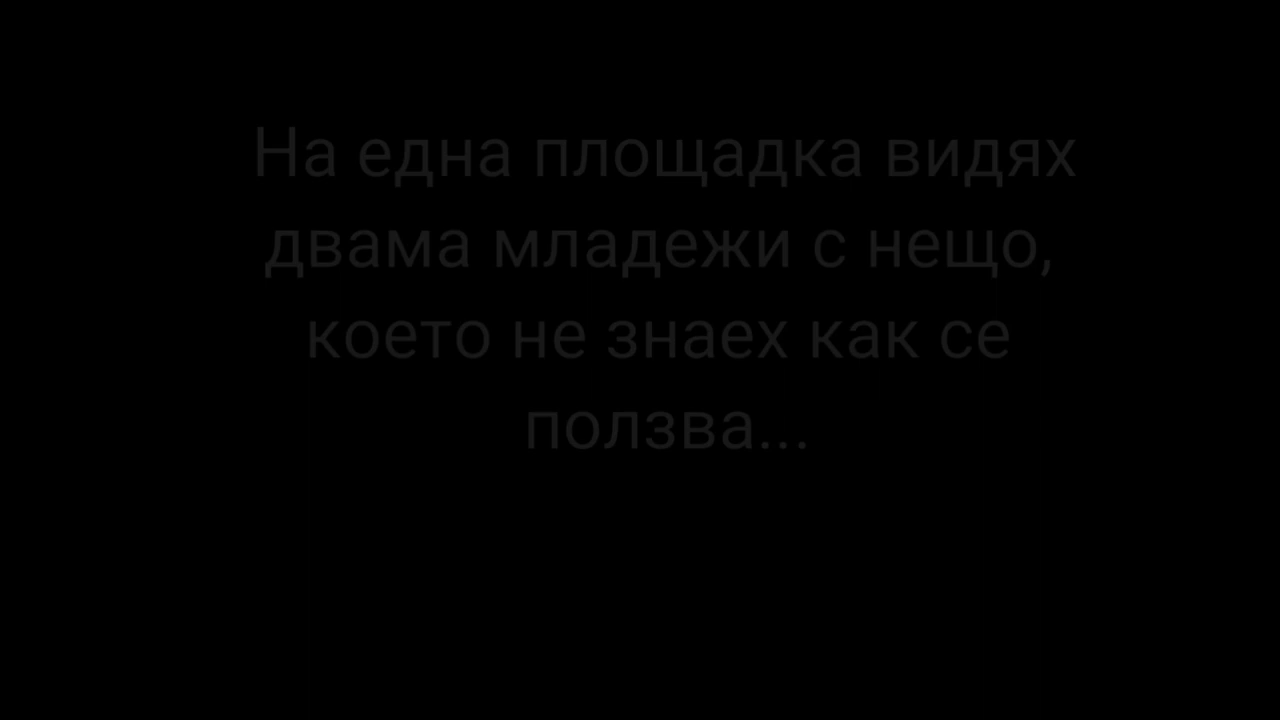 На една площадка видях
двама младежи с нещо,
което не знаех как се
ползва...